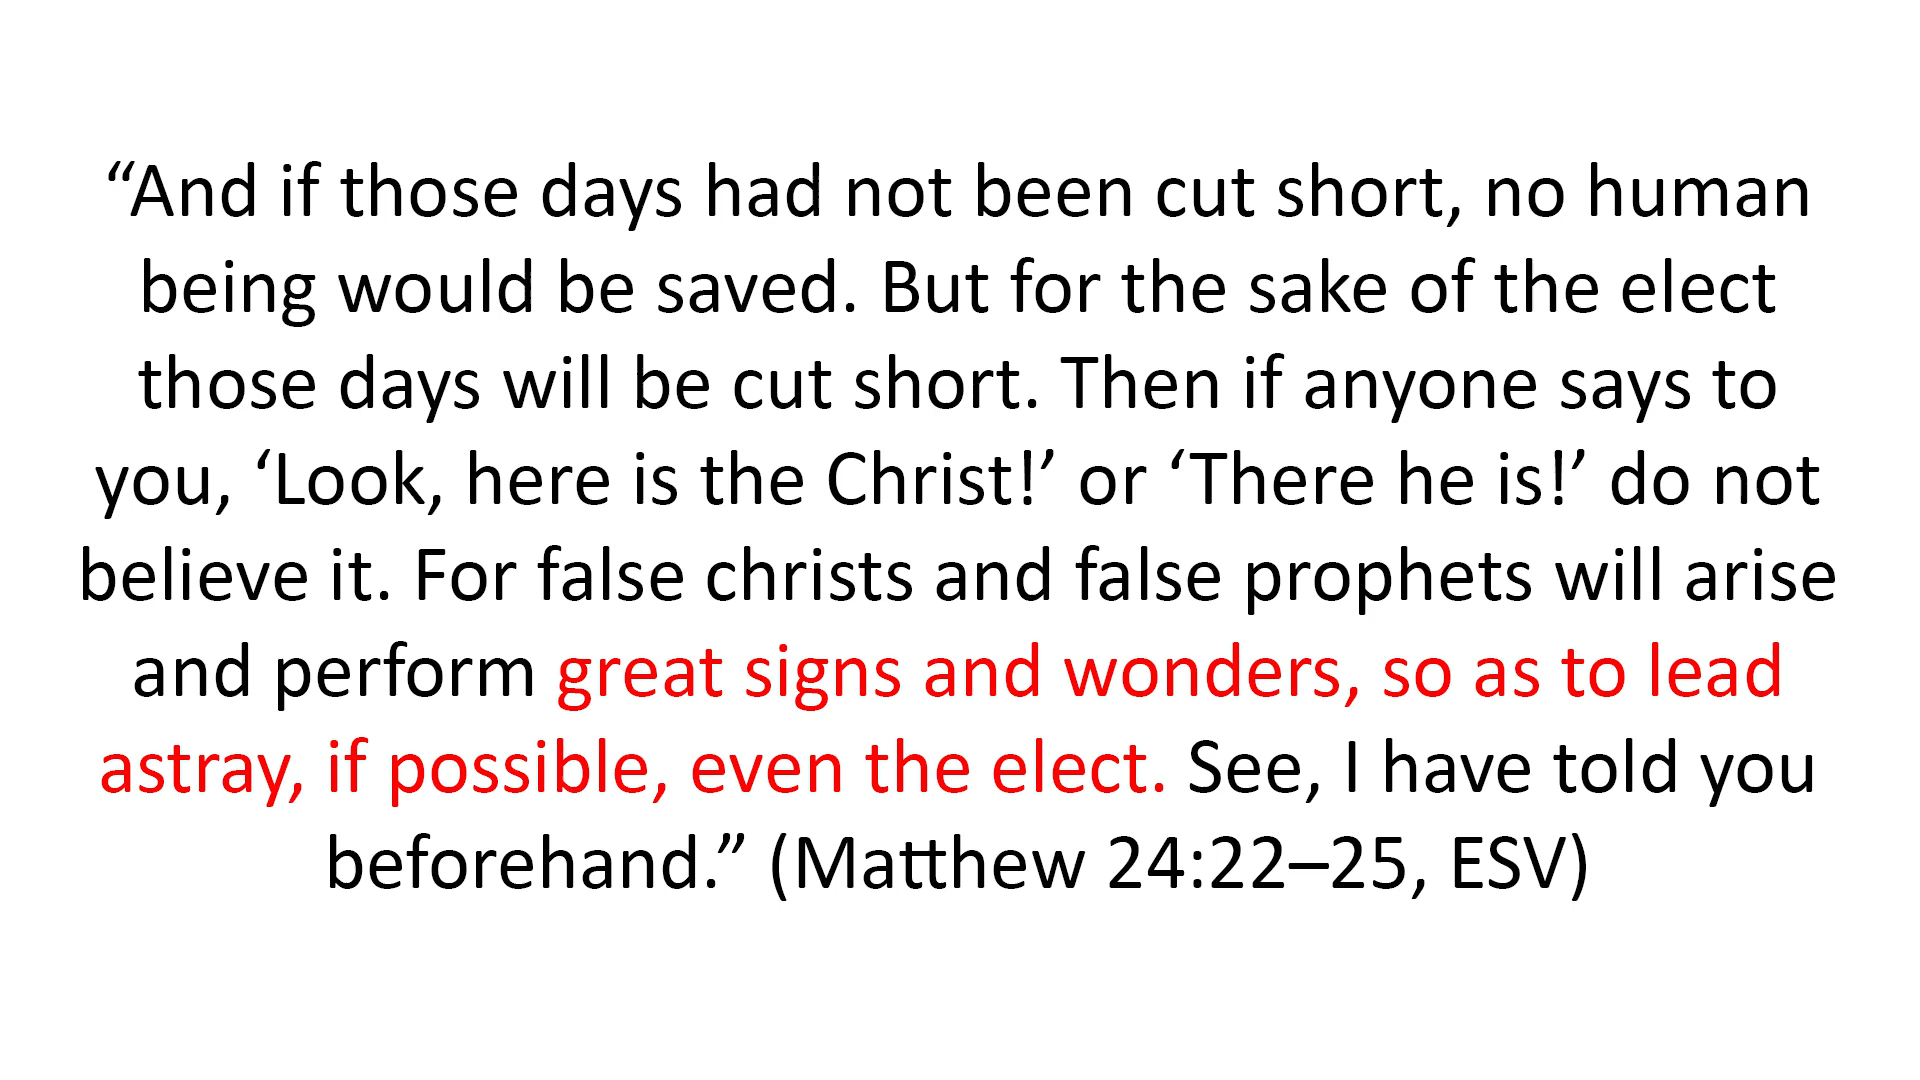 “And if those days had not been cut short, no human
being would be saved. But for the sake of the elect
those days will be cut short. Then if anyone says to
you, ‘Look, here is the Christ!’ or ‘There he is!’ do not
believe it. For false christs and false prophets will arise
and perform great signs and wonders, so as to lead
astray, if possible, even the elect. See, I have told you
beforehand.” (Matthew 24:22–25, ESV)